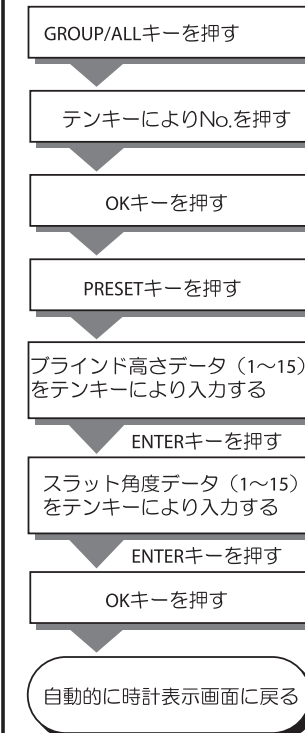 GROUP/ALLキーを押す
テンキーによりNo.を押す
OKキーを押す
PRESETキーを押す
ブラインド高さデータ（1〜15）
をテンキーにより入力する
ENTERキーを押す
スラット角度データ（1〜15）
をテンキーにより入力する
ENTERキーを押す
OKキーを押す
自動的に時計表示画面に戻る